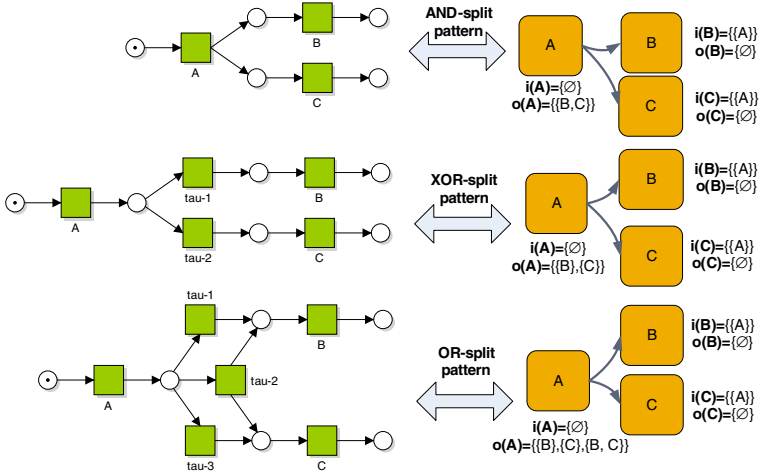 A
B
C
AND-split
pattern
A
i(A)={∅}
o(A)={{B,C}}
B
i(B)={{A}}
o(B)={∅}
C
i(C)={{A}}
o(C)={∅}
A
tau-1
B
tau-2
C
XOR-split
pattern
A
i(A)={∅}
o(A)={{B},{C}}
B
i(B)={{A}}
o(B)={∅}
C
i(C)={{A}}
o(C)={∅}
A
tau-1
B
tau-2
tau-3
C
OR-split
pattern
A
i(A)={∅}
o(A)={{B},{C},{B, C}}
B
i(B)={{A}}
o(B)={∅}
C
i(C)={{A}}
o(C)={∅}